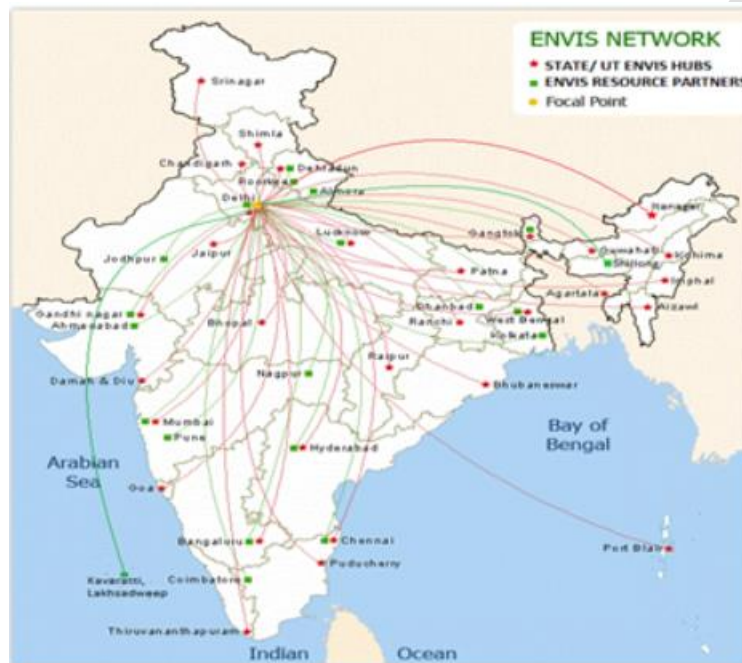 ENVIS NETWORK
STATE/ UT ENVIS HUBS
ENVIS RESOURCE PARTNERS
Focal Point
Srinagar
Shimla
Chandigath
Dehradun
Roorkee
Almora
Delhi
Itanagar
Lucknow
Gangtok
Guwahati
Kohima
Jaipur
Shillong
Jodhpur
Patna
Imphal
Agartala
Aizawl
Gandhi nagar
Dhanbad
Ahmanabad
Bhopal
Ranchi
West Bengal
Kolkata
Raipur
Nagpur
Daman & Diu
Bhubaneswar
Mumbai
Pune
Bay of
Bengal
Hyderabad
Arabian
Sea
Goa
Bangaluru
Chennai
Port Blair
Puducherry
Kavaratti,
Lakhsadweep
Coimbatore
Thiruvananthapuram
Indian Ocean